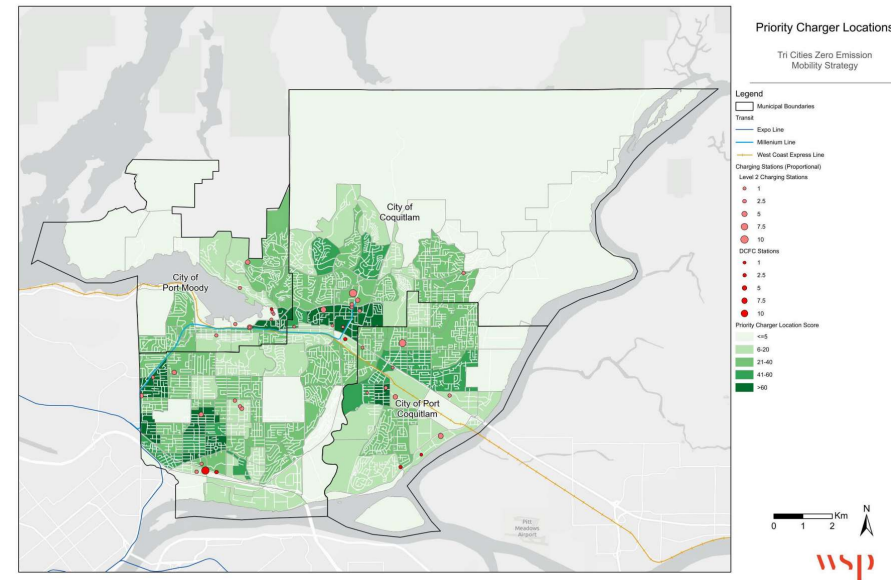 Priority Charger Locations
Tri Cities Zero Emission
Mobility Strategy
Legend
Municipal Boundaries
Transit
Expo Line
Millenium Line
West Coast Express Line
Charging Stations (Proportional)
Level 2 Charging Stations
1
2.5
5
7.5
10
DCFC Stations
1
2.5
5
7.5
10
Priority Charger Location Score
<=5
6-20
21-40
41-60
>60
City of
Coquitlam
City of
Port Moody
City of Port
Coquitlam
Pitt
Meadows
Airport
Km
0 1 2
N
wsp